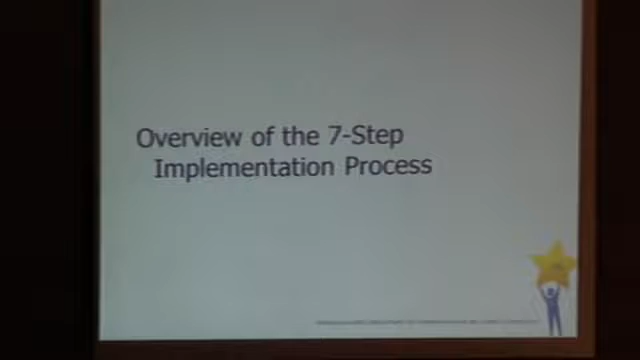 Overview of the 7-Step
Implementation Process